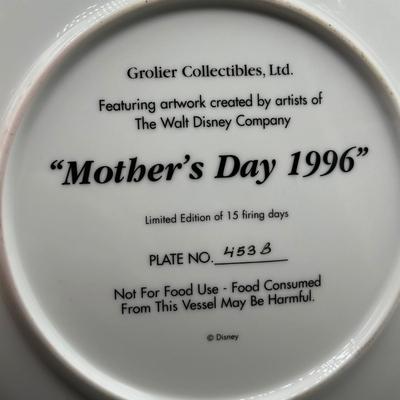 Grolier Collectibles, Ltd.
Featuring artwork created by artists of
The Walt Disney Company
“Mother's Day 1996”
Limited Edition of 15 firing days
PLATE NO. 453B
Not For Food Use - Food Consumed
From This Vessel May Be Harmful.
© Disney